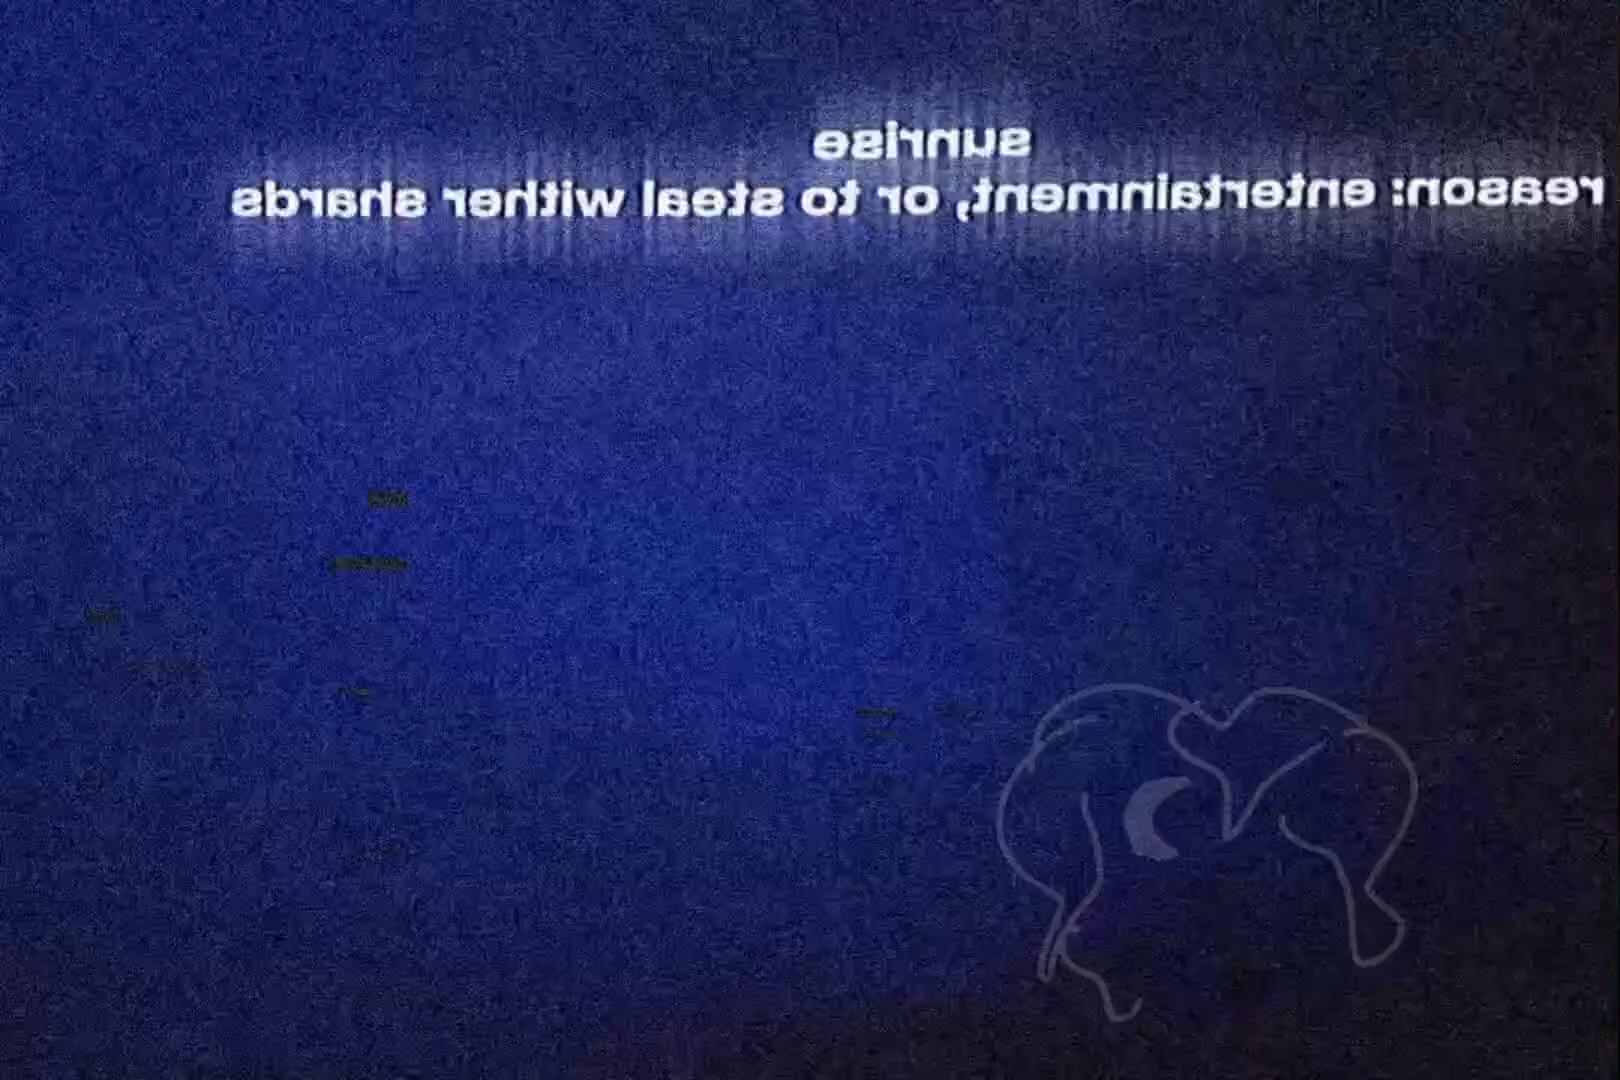 sunrise
reason: entertainment, or to steal wither shards